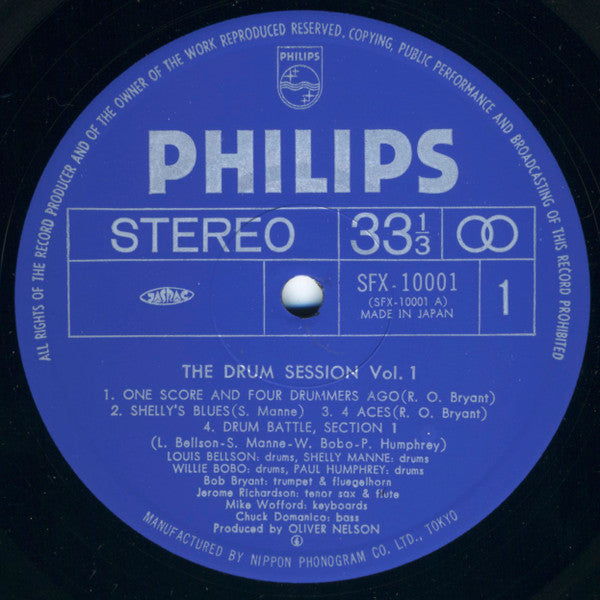 ALL RIGHTS OF THE RECORD PRODUCER AND OF THE OWNER OF THE WORK REPRODUCED RESERVED. COPYING, PUBLIC PERFORMANCE AND BROADCASTING OF THIS RECORD PROHIBITED
PHILIPS
PHILIPS
STEREO 33 1/3
JASRAC SFX-10001 1
(SFX-10001 A)
MADE IN JAPAN
THE DRUM SESSION Vol. 1
1. ONE SCORE AND FOUR DRUMMERS AGO(R. O. Bryant)
2. SHELLY'S BLUES(S. Manne) 3. 4 ACES(R. O. Bryant)
4. DRUM BATTLE, SECTION 1
(L. Bellson-S. Manne-W. Bobo-P. Humphrey)
LOUIS BELLSON: drums, SHELLY MANNE: drums
WILLIE BOBO: drums, PAUL HUMPHREY: drums
Bob Bryant: trumpet & fluegelhorn
Jerome Richardson: tenor sax & flute
Mike Wofford: keyboards
Chuck Domanico: bass
Produced by OLIVER NELSON
MANUFACTURED BY NIPPON PHONOGRAM CO. LTD., TOKYO